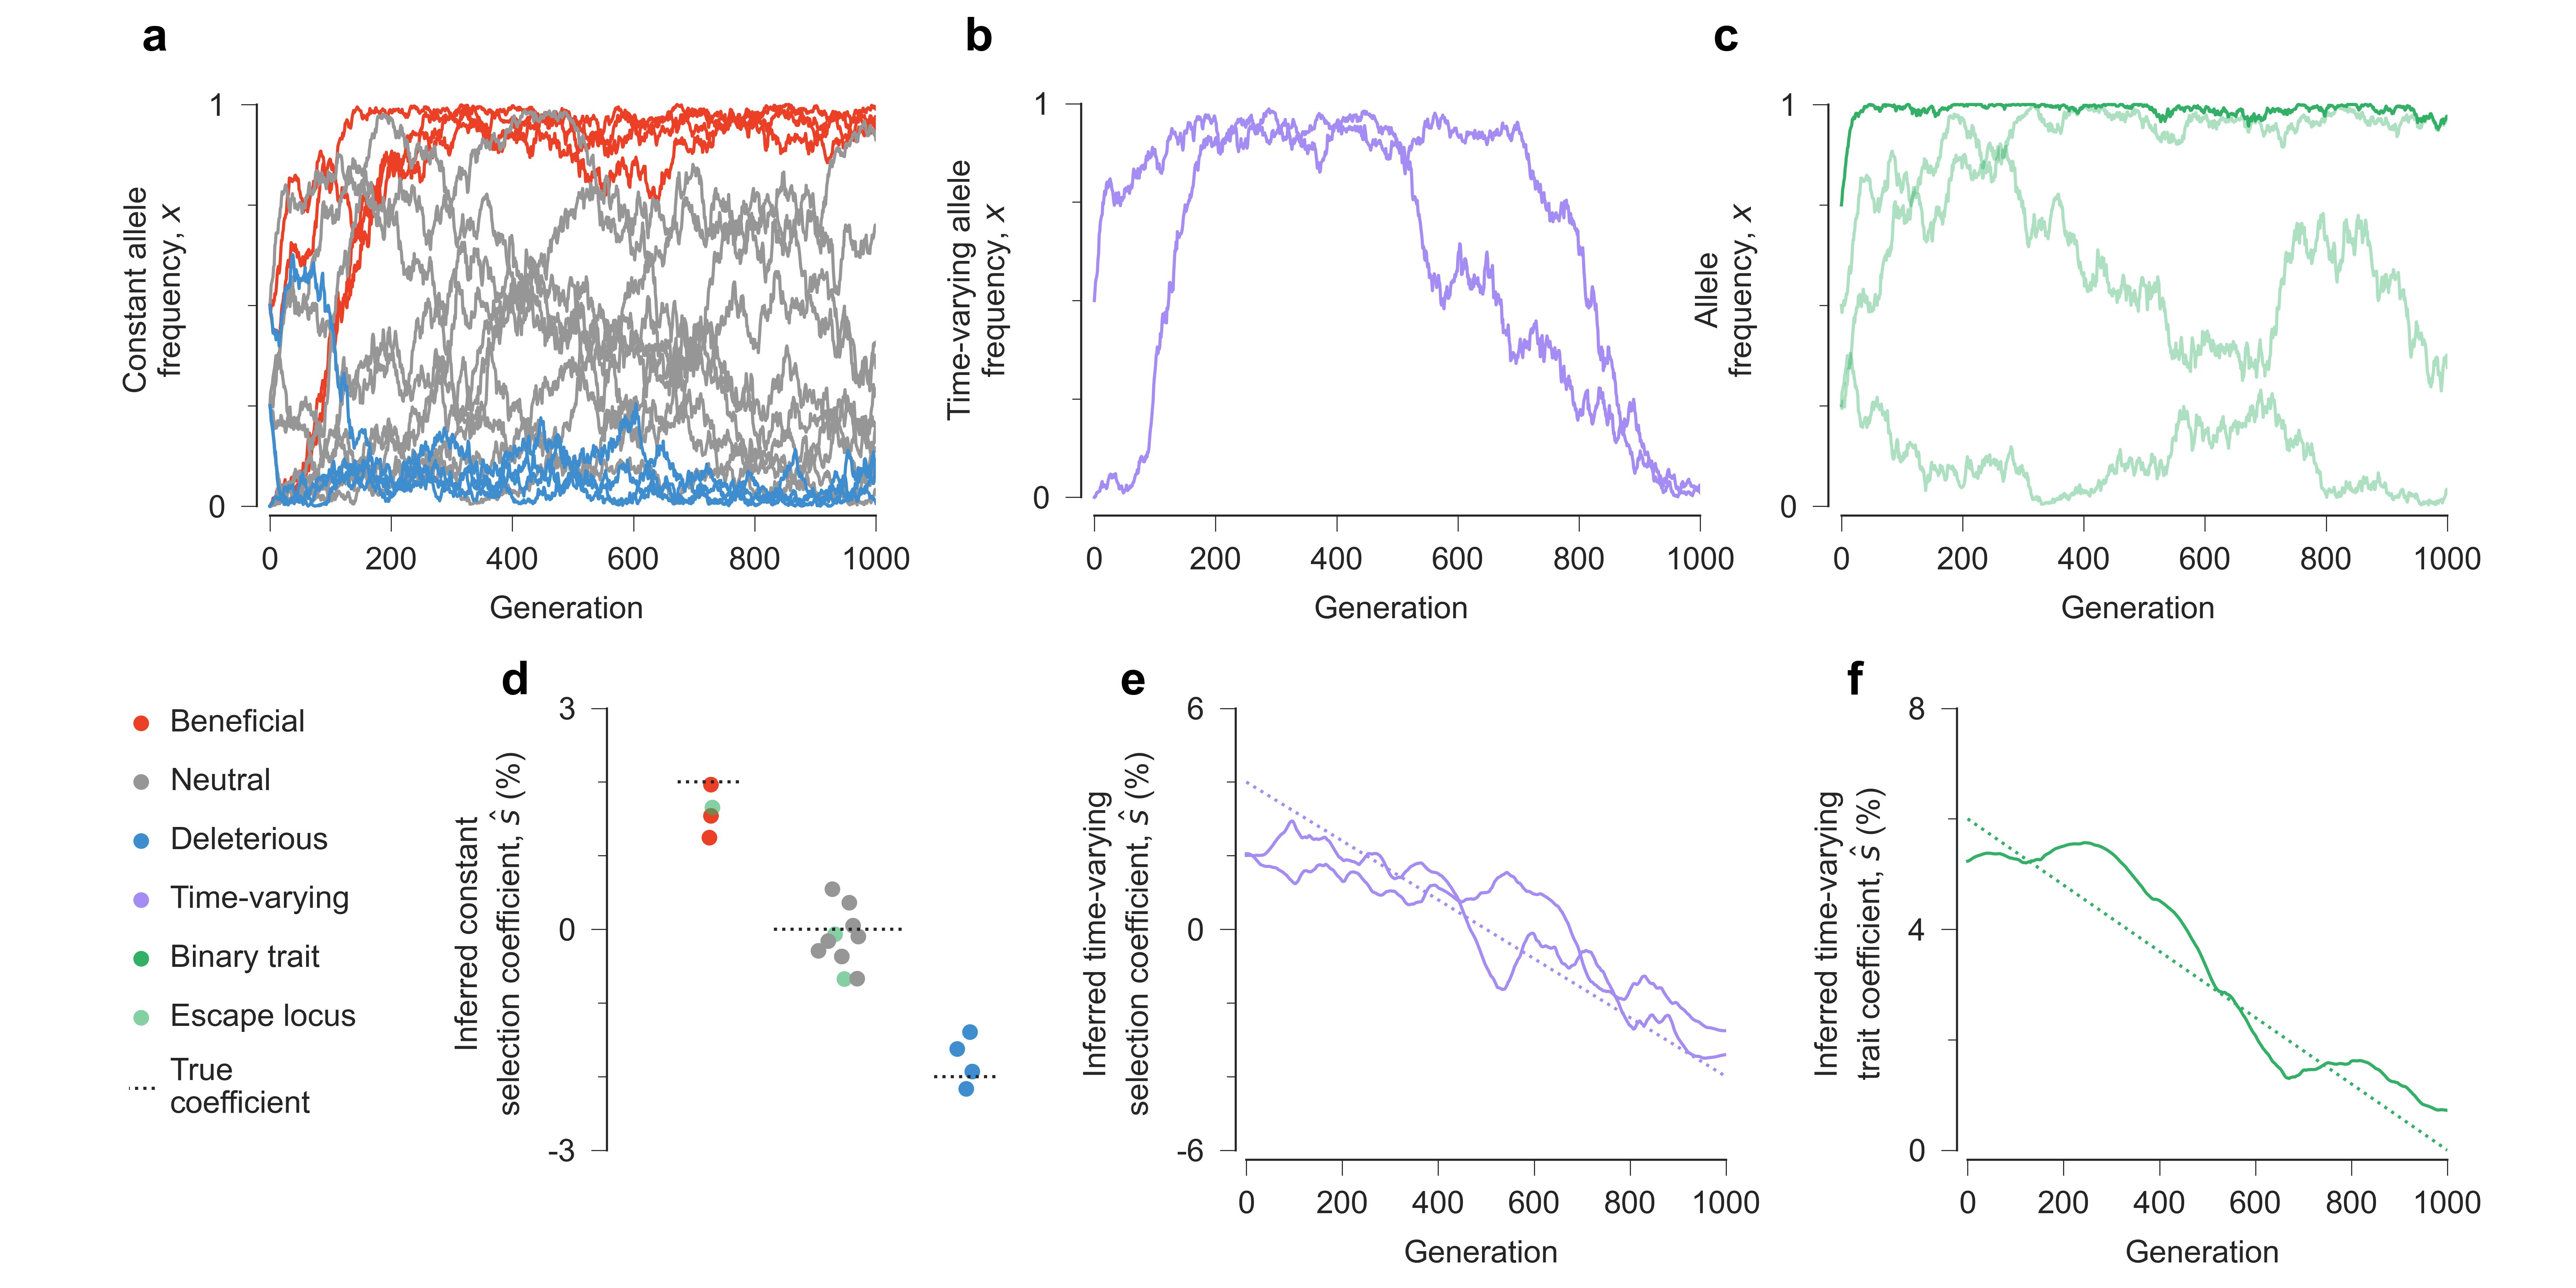 a
b
c
1
0
Constant allele
frequency, x
0 200 400 600 800 1000
Generation
1
0
Time-varying allele
frequency, x
0 200 400 600 800 1000
Generation
1
0
Allele
frequency, x
0 200 400 600 800 1000
Generation
Beneficial
Neutral
Deleterious
Time-varying
Binary trait
Escape locus
True
coefficient
d
3
0
-3
Inferred constant
selection coefficient, ŝ (%)
e
6
0
-6
Inferred time-varying
selection coefficient, ŝ (%)
0 200 400 600 800 1000
Generation
f
8
4
0
Inferred time-varying
trait coefficient, ŝ (%)
0 200 400 600 800 1000
Generation